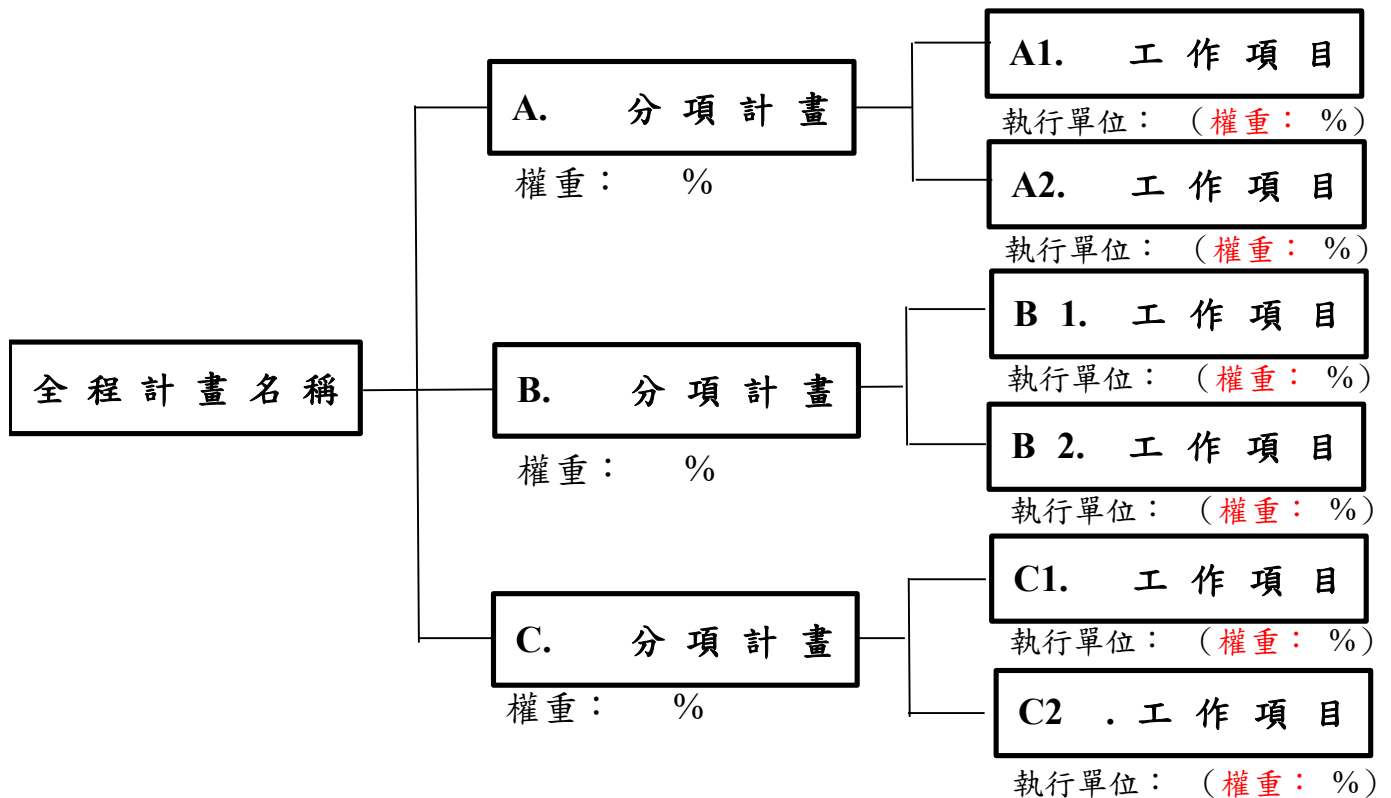 全程計畫名稱
A. 分項計畫
權重： %
A1. 工作項目
執行單位： （權重： %）
A2. 工作項目
執行單位： （權重： %）
B. 分項計畫
權重： %
B 1. 工作項目
執行單位： （權重： %）
B 2. 工作項目
執行單位： （權重： %）
C. 分項計畫
權重： %
C1. 工作項目
執行單位： （權重： %）
C2 .工作項目
執行單位： （權重： %）